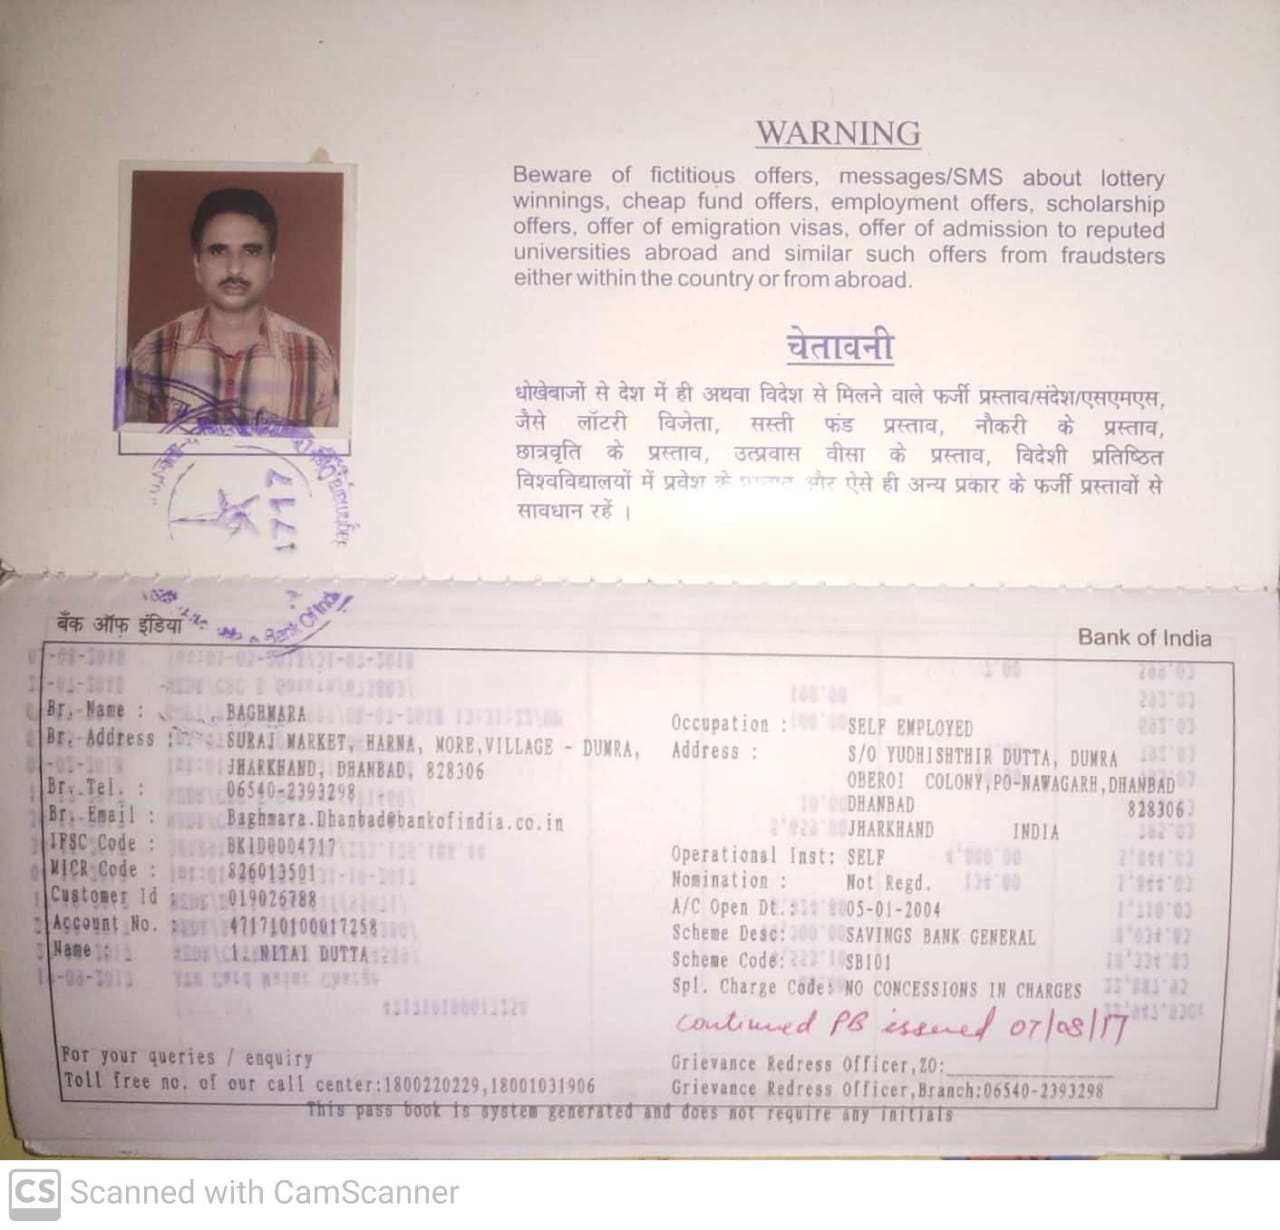 WARNING
Beware of fictitious offers, messages/SMS about lottery
winnings, cheap fund offers, employment offers, scholarship
offers, offer of emigration visas, offer of admission to reputed
universities abroad and similar such offers from fraudsters
either within the country or from abroad.
चेतावनी
धोखेबाजों से देश में ही अथवा विदेश से मिलने वाले फर्जी प्रस्ताव/संदेश/एसएमएस,
जैसे लॉटरी विजेता, सस्ती फंड प्रस्ताव, नौकरी के प्रस्ताव,
छात्रवृति के प्रस्ताव, उत्प्रवास वीसा के प्रस्ताव, विदेशी प्रतिष्ठित
विश्वविद्यालयों में प्रवेश के और ऐसे ही अन्य प्रकार के फर्जी प्रस्तावों से
सावधान रहें ।
4717
Bank Of India
बैंक ऑफ इंडिया
Bank of India
Br. Name : BAGHMARA
Br. Address : SURAJ MARKET, HARNA, MORE,VILLAGE - DUMRA,
JHARKHAND, DHANBAD, 828306
Br. Tel. : 06540-2393298
Br. Email : Baghmara.Dhanbad@bankofindia.co.in
IFSC Code : BKID0004717
MICR Code : 826013501
Customer Id : 019026788
Account No. : 471710100017258
Name : 1. NITAI DUTTA
Occupation : SELF EMPLOYED
Address : S/O YUDHISHTHIR DUTTA, DUMRA
OBEROI COLONY,PO-NAWAGARH,DHANBAD
DHANBAD 828306
JHARKHAND INDIA
Operational Inst: SELF
Nomination : Not Regd.
A/C Open Dt. : 05-01-2004
Scheme Desc: SAVINGS BANK GENERAL
Scheme Code: SB101
Spl. Charge Code: NO CONCESSIONS IN CHARGES
continued PB issued 07/08/17
For your queries / enquiry
Toll free no. of our call center:1800220229,18001031906
Grievance Redress Officer,ZO:
Grievance Redress Officer,Branch:06540-2393298
This pass book is system generated and does not require any initials
CS Scanned with CamScanner